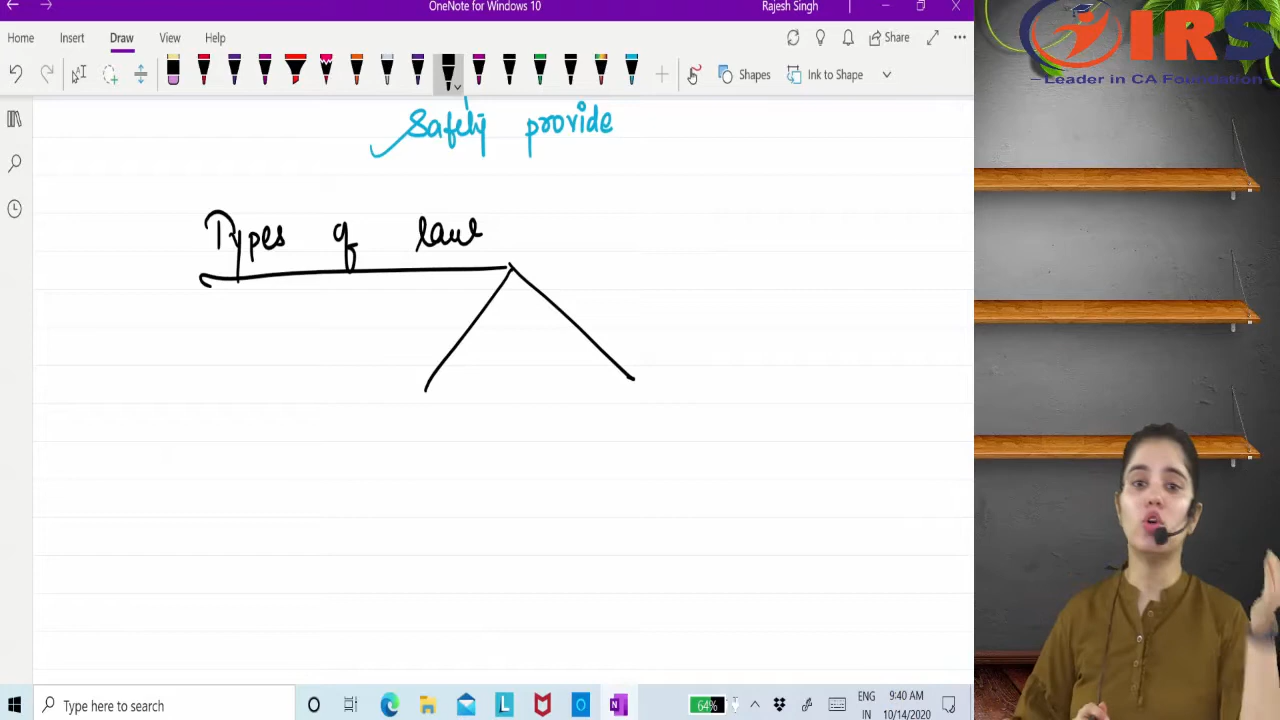 OneNote for Windows 10
Rajesh Singh
IRS
Leader in CA Foundation
Home Insert Draw View Help
Share
Shapes
Ink to Shape
Safety provide
Types of law
Type here to search
64%
ENG
IN
9:40 AM
10/14/2020